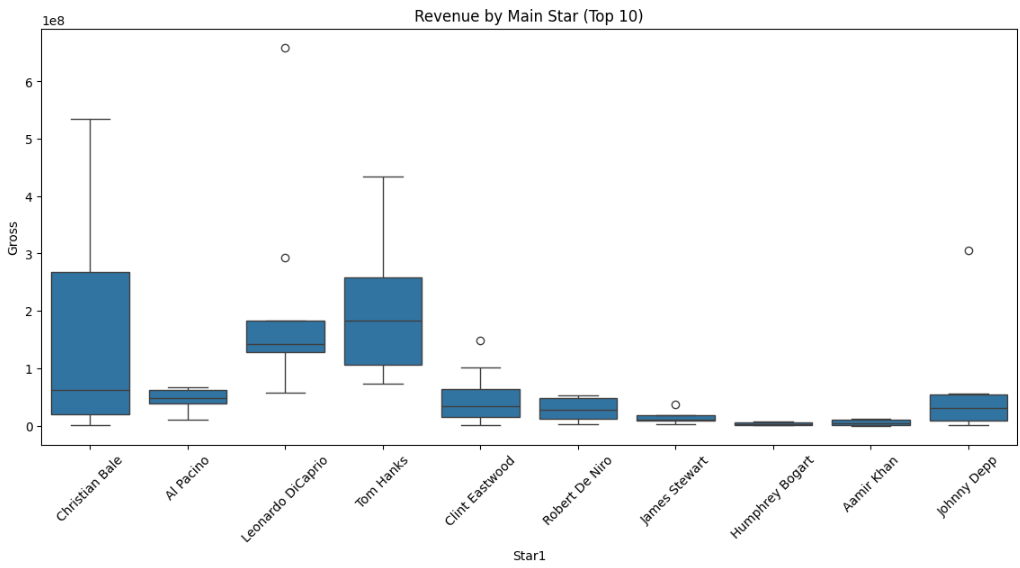 Revenue by Main Star (Top 10)
1e8
6
5
4
3
2
1
0
Gross
Christian Bale
Al Pacino
Leonardo DiCaprio
Tom Hanks
Clint Eastwood
Robert De Niro
James Stewart
Humphrey Bogart
Aamir Khan
Johnny Depp
Star1